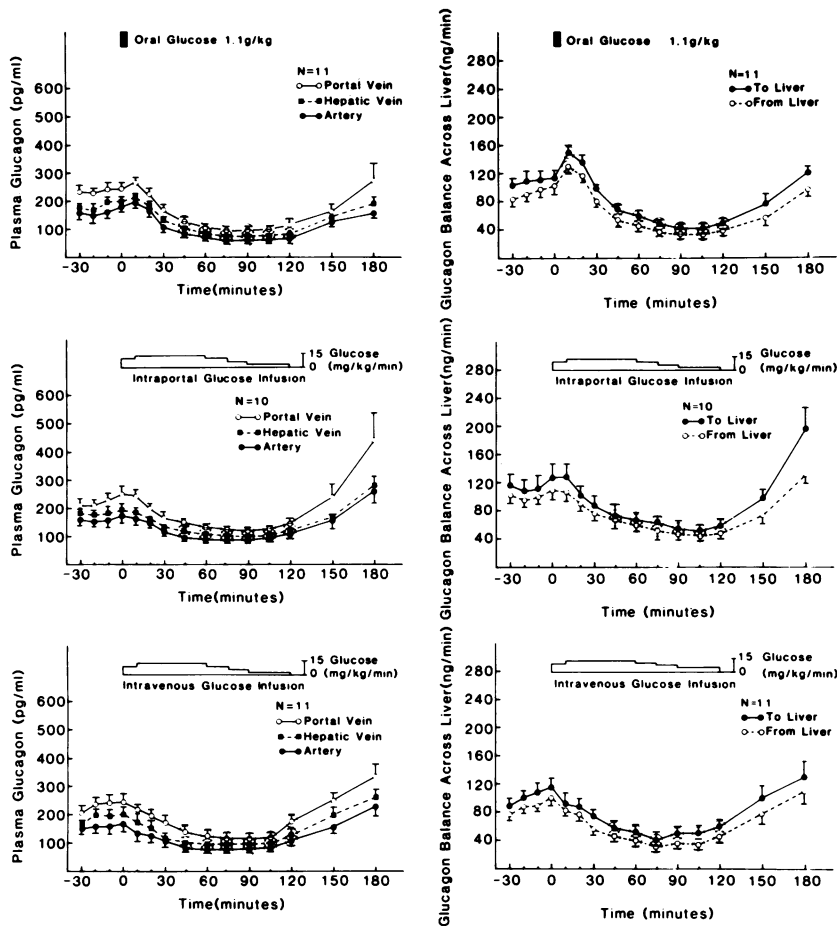 Oral Glucose 1.1g/kg
Plasma Glucagon (pg/ml)
600
500
400
300
200
100
N=11
Portal Vein
Hepatic Vein
Artery
-30 0 30 60 90 120 150 180
Time(minutes)
Oral Glucose 1.1g/kg
Glucagon Balance Across Liver(ng/min)
280
240
200
160
120
80
40
N=11
To Liver
From Liver
-30 0 30 60 90 120 150 180
Time (minutes)
15 Glucose
0 (mg/kg/min)
Intraportal Glucose Infusion
Plasma Glucagon (pg/ml)
600
500
400
300
200
100
N=10
Portal Vein
Hepatic Vein
Artery
-30 0 30 60 90 120 150 180
Time(minutes)
15 Glucose
0 (mg/kg/min)
Intraportal Glucose Infusion
Glucagon Balance Across Liver(ng/min)
280
240
200
160
120
80
40
N=10
To Liver
From Liver
-30 0 30 60 90 120 150 180
Time (minutes)
15 Glucose
0 (mg/kg/min)
Intravenous Glucose Infusion
Plasma Glucagon (pg/ml)
600
500
400
300
200
100
N=11
Portal Vein
Hepatic Vein
Artery
-30 0 30 60 90 120 150 180
Time(minutes)
15 Glucose
0 (mg/kg/min)
Intravenous Glucose Infusion
Glucagon Balance Across Liver(ng/min)
280
240
200
160
120
80
40
N=11
To Liver
From Liver
-30 0 30 60 90 120 150 180
Time (minutes)